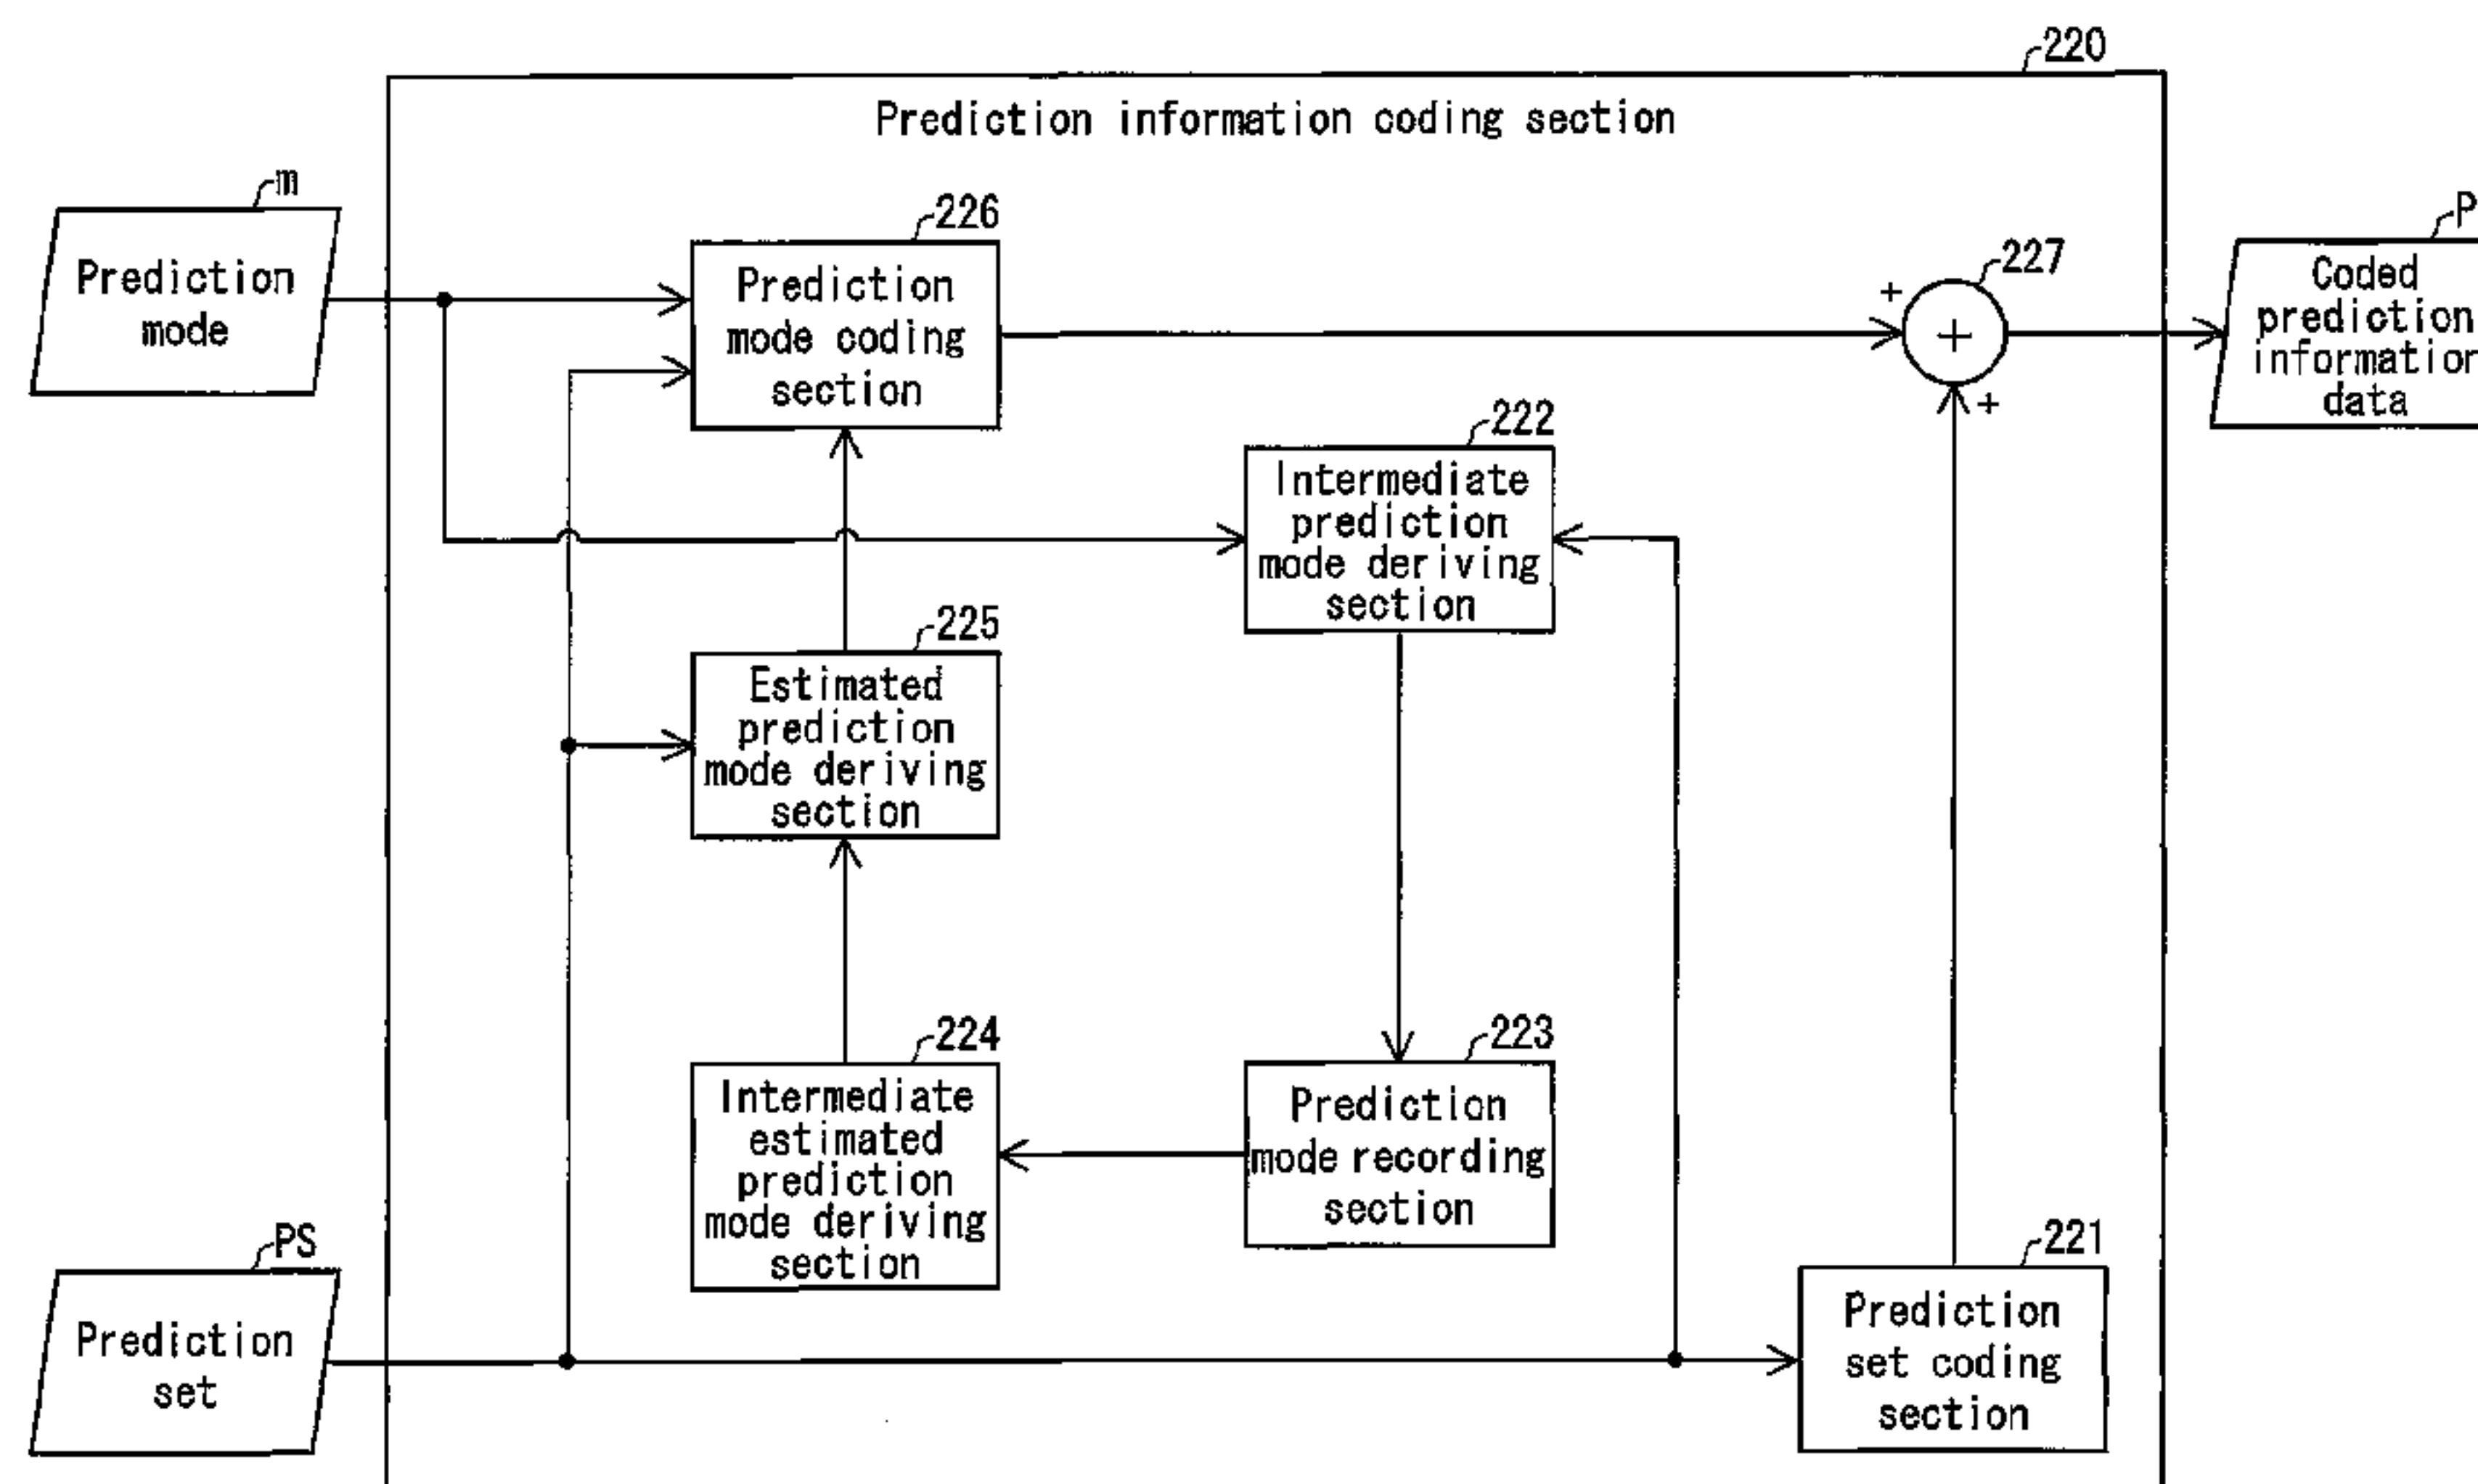 220
Prediction information coding section
m
Prediction
mode
226
Prediction
mode coding
section
227
+
+
+
P
Coded
prediction
information
data
222
Intermediate
prediction
mode deriving
section
225
Estimated
prediction
mode deriving
section
224
Intermediate
estimated
prediction
mode deriving
section
223
Prediction
mode recording
section
PS
Prediction
set
221
Prediction
set coding
section